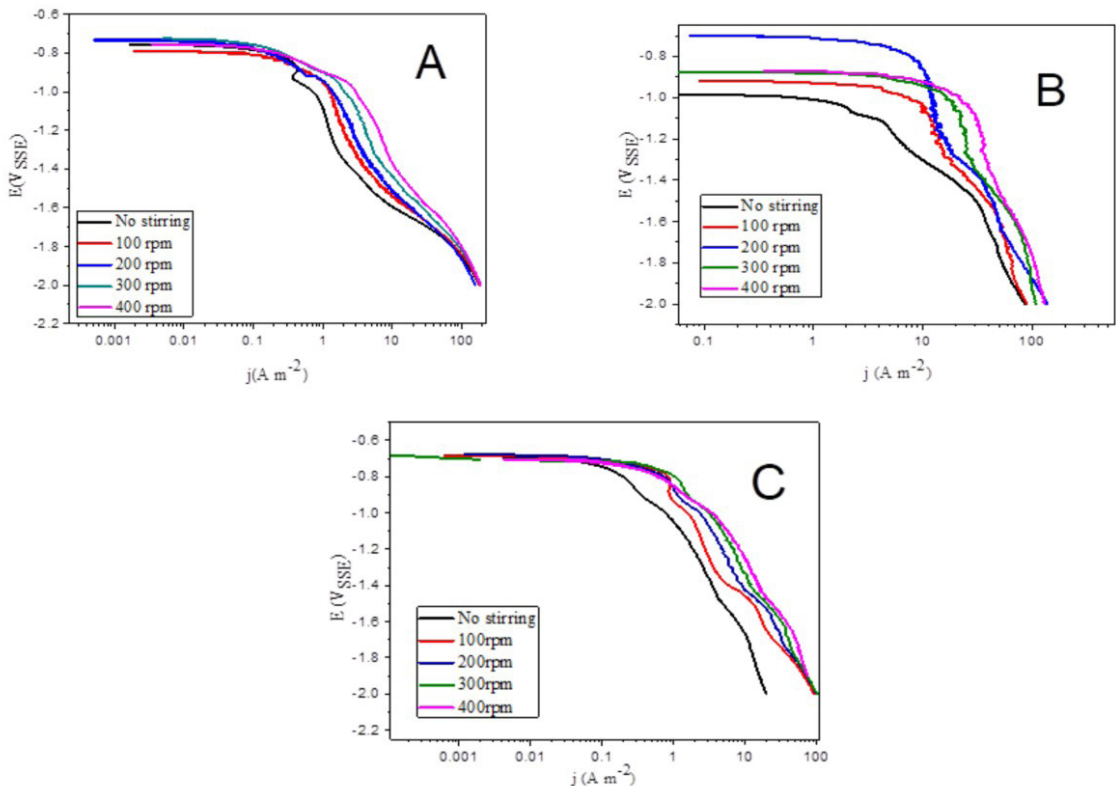 A
-0.6
-0.8
-1.0
-1.2
-1.4
-1.6
-1.8
-2.0
-2.2
E(V_SSE)
No stirring
100 rpm
200 rpm
300 rpm
400 rpm
0.001 0.01 0.1 1 10 100
j(A m⁻²)
B
-0.8
-1.0
-1.2
-1.4
-1.6
-1.8
-2.0
E (V_SSE)
No stirring
100 rpm
200 rpm
300 rpm
400 rpm
0.1 1 10 100
j (A m⁻²)
C
-0.6
-0.8
-1.0
-1.2
-1.4
-1.6
-1.8
-2.0
-2.2
E (V_SSE)
No stirring
100rpm
200rpm
300rpm
400rpm
0.001 0.01 0.1 1 10 100
j (A m⁻²)